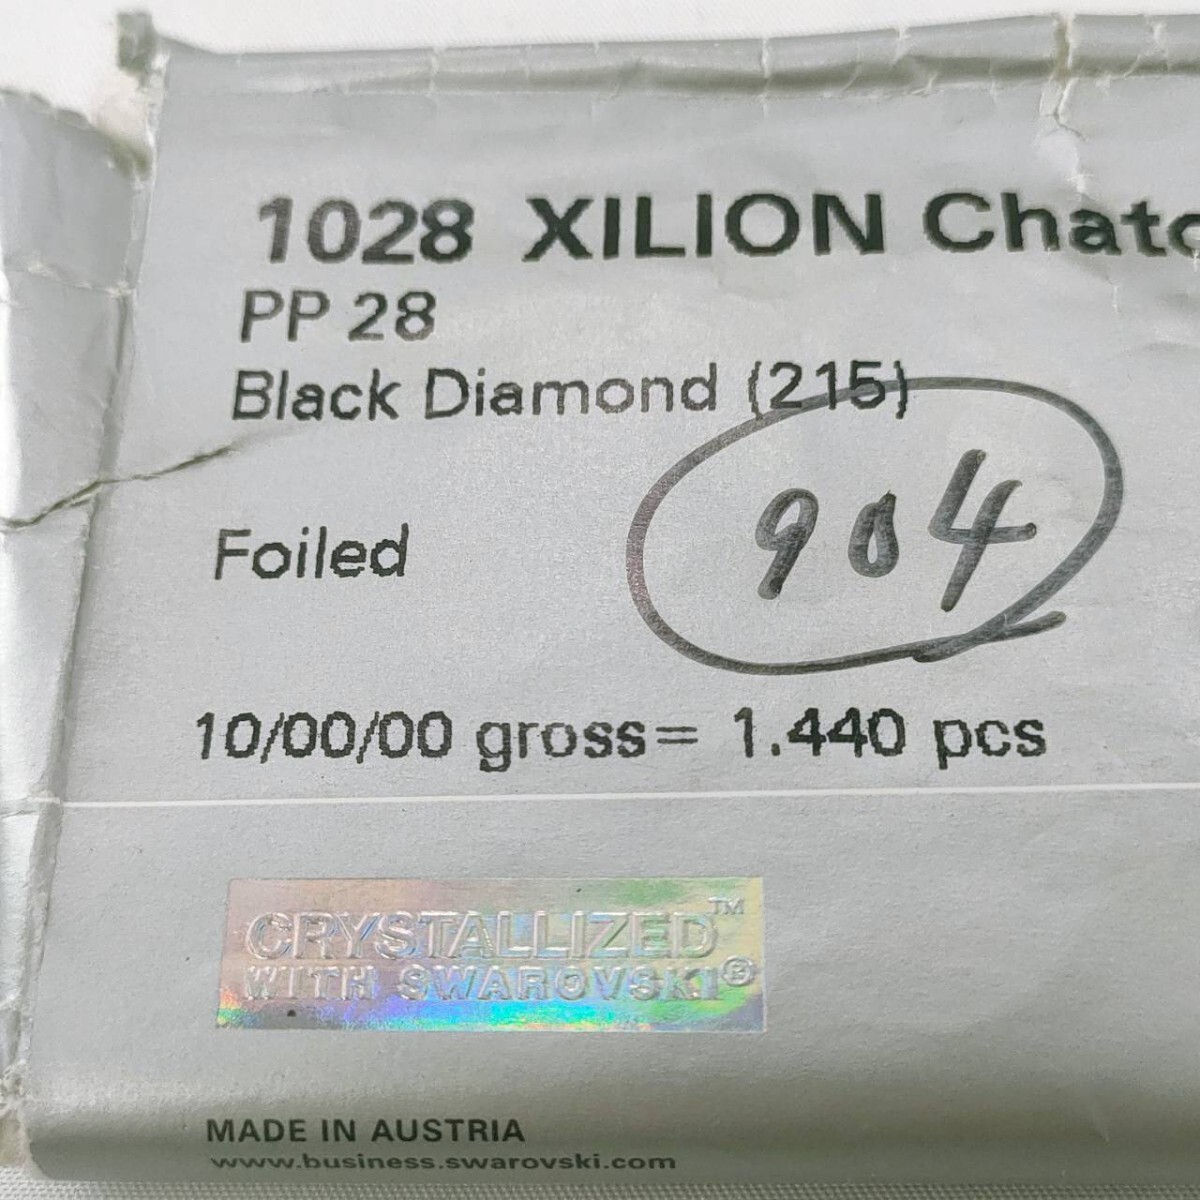 1028 XILION Chato
PP 28
Black Diamond (215)
904
Foiled
10/00/00 gross= 1.440 pcs
CRYSTALLIZED™
WITH SWAROVSKI®
MADE IN AUSTRIA
www.business.swarovski.com